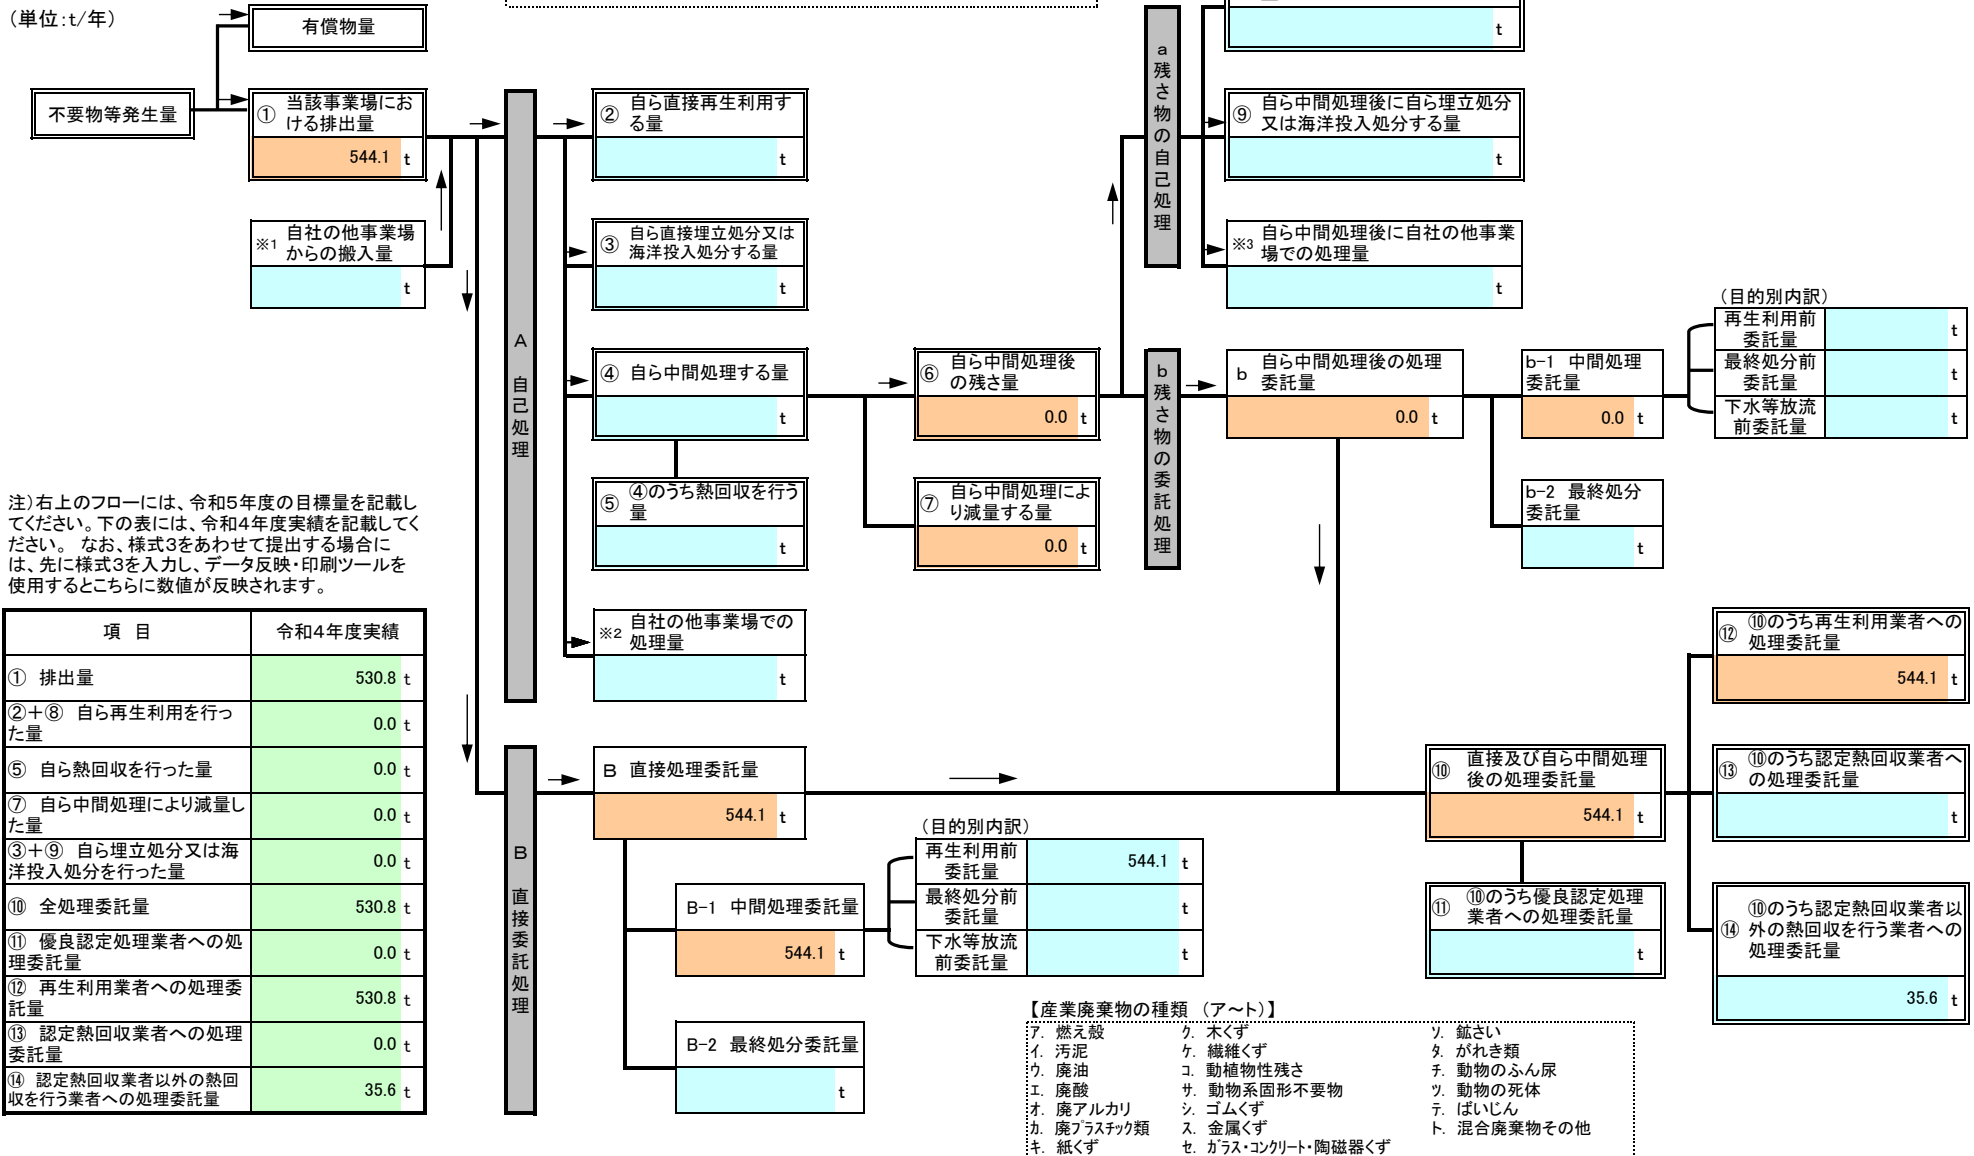 (単位:t/年)
有償物量
t
不要物等発生量
① 当該事業場にお
ける排出量
544.1 t
※1 自社の他事業場
からの搬入量
t
A 自己処理
② 自ら直接再生利用す
る量
t
③ 自ら直接埋立処分又は
海洋投入処分する量
t
④ 自ら中間処理する量
t
⑤ ④のうち熱回収を行う
量
t
※2 自社の他事業場での
処理量
t
⑥ 自ら中間処理後
の残さ量
0.0 t
⑦ 自ら中間処理によ
り減量する量
0.0 t
a残さ物の自己処理
⑨ 自ら中間処理後に自ら埋立処分
又は海洋投入処分する量
t
※3 自ら中間処理後に自社の他事業
場での処理量
t
b残さ物の委託処理
b 自ら中間処理後の処理
委託量
0.0 t
b-1 中間処理
委託量
0.0 t
b-2 最終処分
委託量
t
(目的別内訳)
再生利用前
委託量
t
最終処分前
委託量
t
下水等放流
前委託量
t
注)右上のフローには、令和5年度の目標量を記載し
てください。下の表には、令和4年度実績を記載してく
ださい。 なお、様式3をあわせて提出する場合に
は、先に様式3を入力し、データ反映・印刷ツールを
使用するとこちらに数値が反映されます。
項 目 令和4年度実績
① 排出量 530.8 t
②+⑧ 自ら再生利用を行っ
た量 0.0 t
⑤ 自ら熱回収を行った量 0.0 t
⑦ 自ら中間処理により減量し
た量 0.0 t
③+⑨ 自ら埋立処分又は海
洋投入処分を行った量 0.0 t
⑩ 全処理委託量 530.8 t
⑪ 優良認定処理業者への処
理委託量 0.0 t
⑫ 再生利用業者への処理委
託量 530.8 t
⑬ 認定熱回収業者への処理
委託量 0.0 t
⑭ 認定熱回収業者以外の熱回
収を行う業者への処理委託量 35.6 t
B 直接委託処理
B 直接処理委託量
544.1 t
B-1 中間処理委託量
544.1 t
B-2 最終処分委託量
t
(目的別内訳)
再生利用前
委託量
544.1 t
最終処分前
委託量
t
下水等放流
前委託量
t
⑩ 直接及び自ら中間処理
後の処理委託量
544.1 t
⑪ ⑩のうち優良認定処理
業者への処理委託量
t
⑫ ⑩のうち再生利用業者への
処理委託量
544.1 t
⑬ ⑩のうち認定熱回収業者へ
の処理委託量
t
⑭ ⑩のうち認定熱回収業者以
外の熱回収を行う業者への
処理委託量
35.6 t
【産業廃棄物の種類 (ア～ト)】
ア. 燃え殻 ク. 木くず ソ. 鉱さい
イ. 汚泥 ケ. 繊維くず タ. がれき類
ウ. 廃油 コ. 動植物性残さ チ. 動物のふん尿
エ. 廃酸 サ. 動物系固形不要物 ツ. 動物の死体
オ. 廃アルカリ シ. ゴムくず テ. ばいじん
カ. 廃プラスチック類 ス. 金属くず ト. 混合廃棄物その他
キ. 紙くず セ. ガラス・コンクリート・陶磁器くず